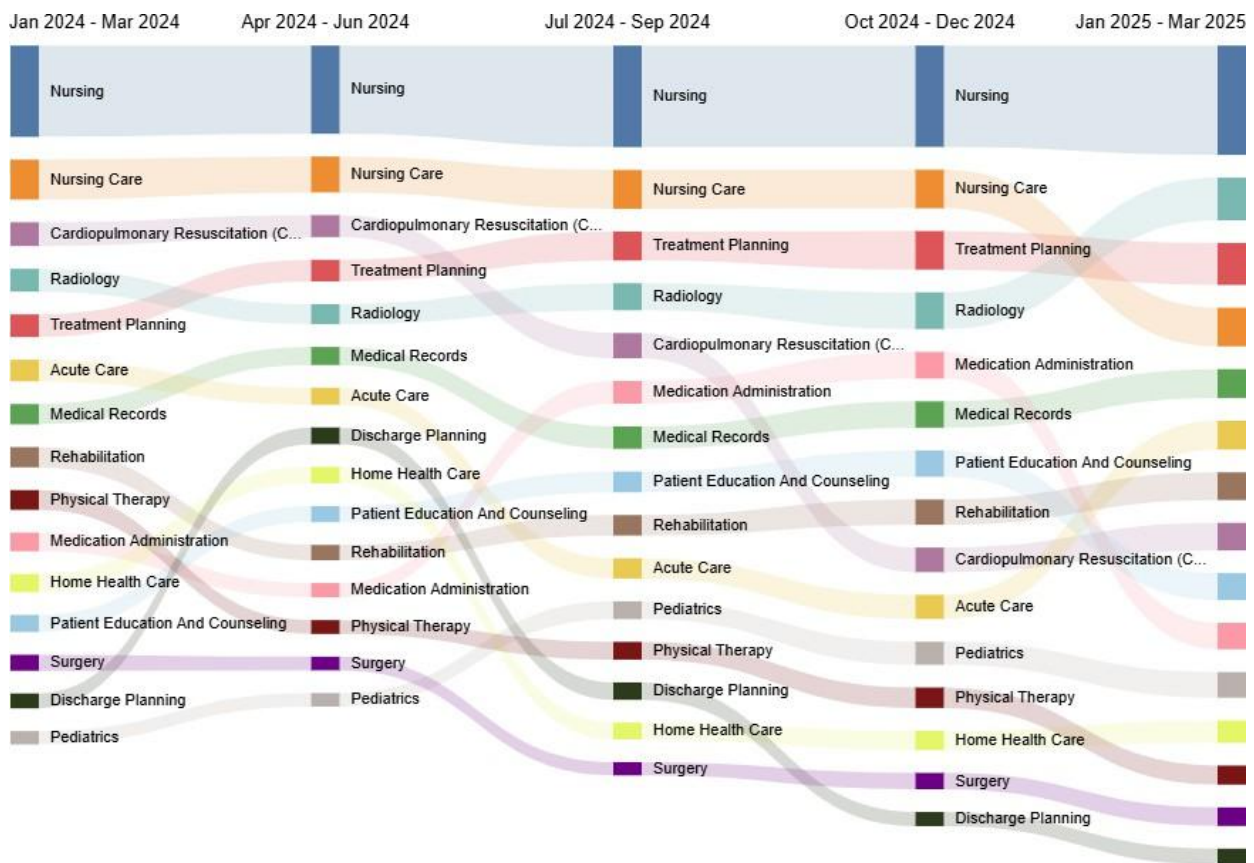 Jan 2024 - Mar 2024
Apr 2024 - Jun 2024
Jul 2024 - Sep 2024
Oct 2024 - Dec 2024
Jan 2025 - Mar 2025
Nursing
Nursing Care
Cardiopulmonary Resuscitation (C...
Radiology
Treatment Planning
Acute Care
Medical Records
Rehabilitation
Physical Therapy
Medication Administration
Home Health Care
Patient Education And Counseling
Surgery
Discharge Planning
Pediatrics
Nursing
Nursing Care
Cardiopulmonary Resuscitation (C...
Treatment Planning
Radiology
Medical Records
Acute Care
Discharge Planning
Home Health Care
Patient Education And Counseling
Rehabilitation
Medication Administration
Physical Therapy
Surgery
Pediatrics
Nursing
Nursing Care
Treatment Planning
Radiology
Cardiopulmonary Resuscitation (C...
Medication Administration
Medical Records
Patient Education And Counseling
Rehabilitation
Acute Care
Pediatrics
Physical Therapy
Discharge Planning
Home Health Care
Surgery
Nursing
Nursing Care
Treatment Planning
Radiology
Medication Administration
Medical Records
Patient Education And Counseling
Rehabilitation
Cardiopulmonary Resuscitation (C...
Acute Care
Pediatrics
Physical Therapy
Home Health Care
Surgery
Discharge Planning